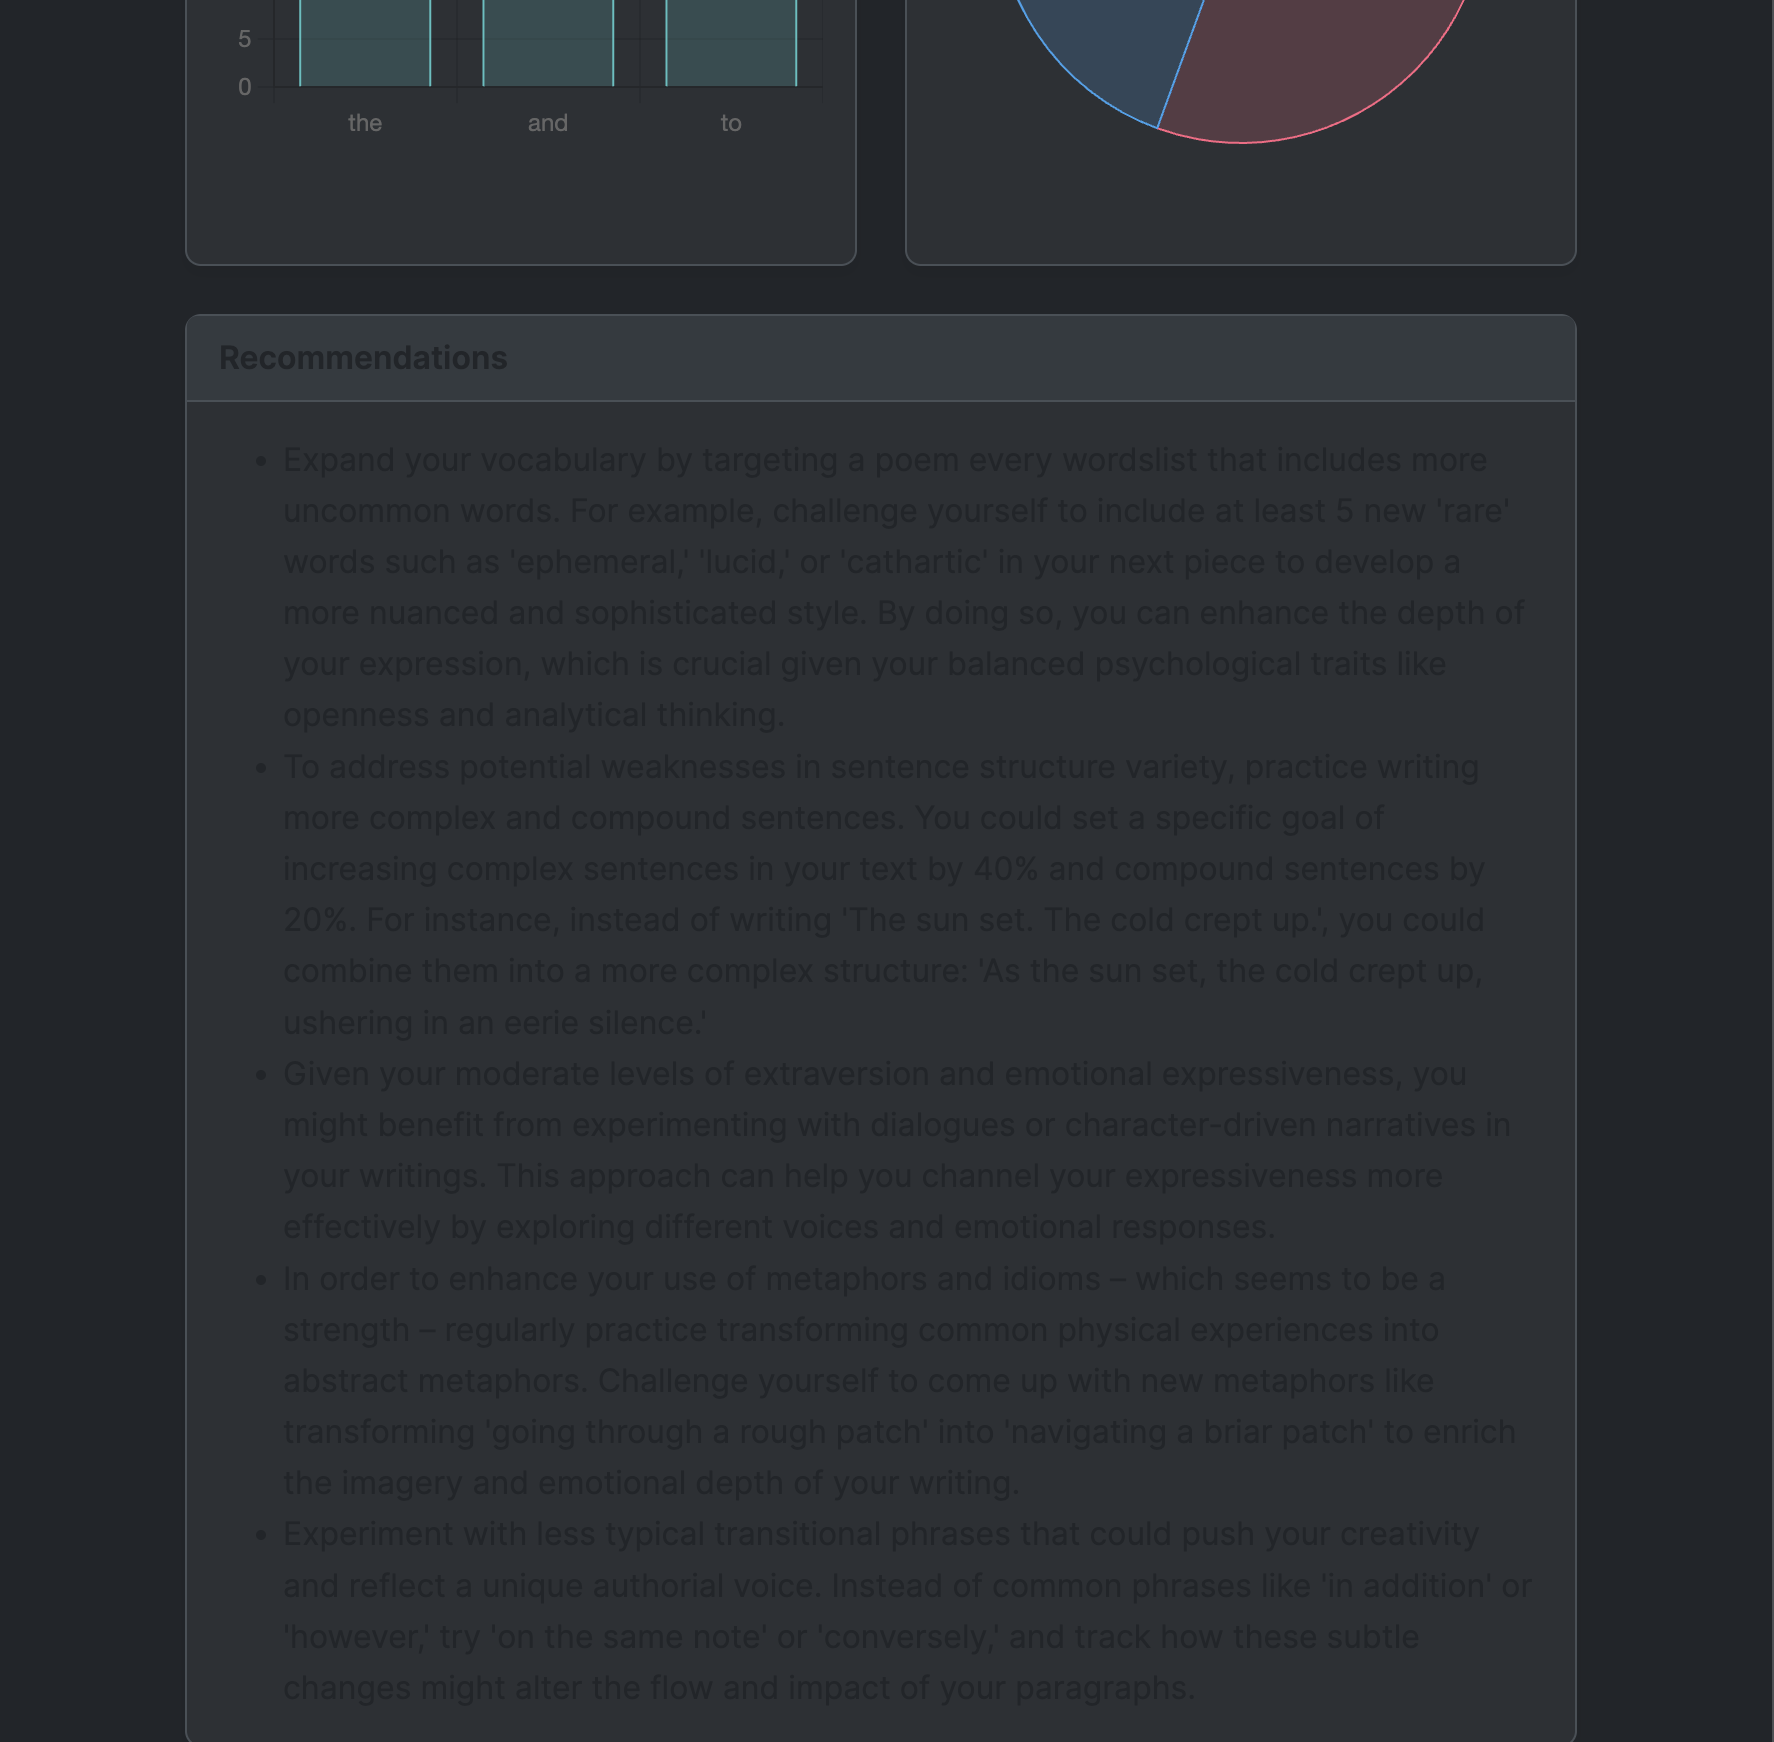 5
0
the and to
Recommendations
• Expand your vocabulary by targeting a poem every wordslist that includes more
uncommon words. For example, challenge yourself to include at least 5 new 'rare'
words such as 'ephemeral,' 'lucid,' or 'cathartic' in your next piece to develop a
more nuanced and sophisticated style. By doing so, you can enhance the depth of
your expression, which is crucial given your balanced psychological traits like
openness and analytical thinking.
• To address potential weaknesses in sentence structure variety, practice writing
more complex and compound sentences. You could set a specific goal of
increasing complex sentences in your text by 40% and compound sentences by
20%. For instance, instead of writing 'The sun set. The cold crept up.', you could
combine them into a more complex structure: 'As the sun set, the cold crept up,
ushering in an eerie silence.'
• Given your moderate levels of extraversion and emotional expressiveness, you
might benefit from experimenting with dialogues or character-driven narratives in
your writings. This approach can help you channel your expressiveness more
effectively by exploring different voices and emotional responses.
• In order to enhance your use of metaphors and idioms – which seems to be a
strength – regularly practice transforming common physical experiences into
abstract metaphors. Challenge yourself to come up with new metaphors like
transforming 'going through a rough patch' into 'navigating a briar patch' to enrich
the imagery and emotional depth of your writing.
• Experiment with less typical transitional phrases that could push your creativity
and reflect a unique authorial voice. Instead of common phrases like 'in addition' or
'however,' try 'on the same note' or 'conversely,' and track how these subtle
changes might alter the flow and impact of your paragraphs.